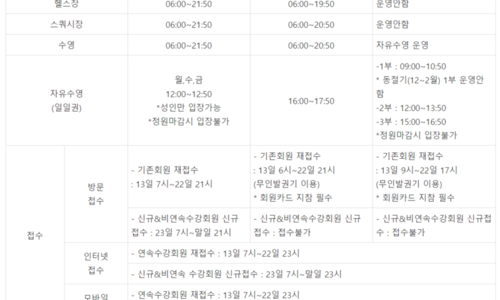 헬스장 06:00~21:50 06:00~19:50 운영안함
스쿼시장 06:00~21:50 06:00~20:50 운영안함
수영 06:00~21:50 06:00~20:50 자유수영 운영
자유수영
(일일권)
월,수,금
12:00~12:50
*성인만 입장가능
*정원마감시 입장불가
16:00~17:50
-1부 : 09:00~10:50
* 동절기(12~2월) 1부 운영안
함
-2부 : 12:00~13:50
-3부 : 15:00~16:50
*정원마감시 입장불가
접수
방문
접수
- 기존회원 재접수
: 13일 7시~22일 21시
- 기존회원 재접수
: 13일 6시~22일 21시
(무인발권기 이용)
* 회원카드 지참 필수
- 기존회원 재접수
: 13일 9시~22일 17시
(무인발권기 이용)
* 회원카드 지참 필수
- 신규&비연속수강회원 신규
접수 : 23일 7시~말일 21시
- 신규&비연속수강회원 신규
접수 : 접수불가
- 신규&비연속수강회원 신규접
수 : 접수불가
인터넷
접수
- 연속수강회원 재접수 : 13일 7시~22일 23시
- 신규&비연속 수강회원 신규접수 : 23일 7시~말일 23시
모바일
- 연속수강회원 재접수 : 13일 7시~22일 23시